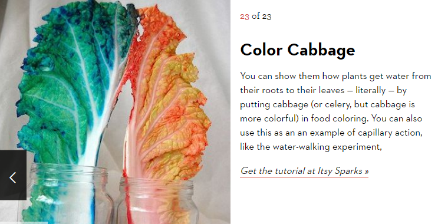 23 of 23
Color Cabbage
You can show them how plants get water from
their roots to their leaves — literally — by
putting cabbage (or celery, but cabbage is
more colorful) in food coloring. You can also
use this as an an example of capillary action,
like the water-walking experiment,
Get the tutorial at Itsy Sparks »